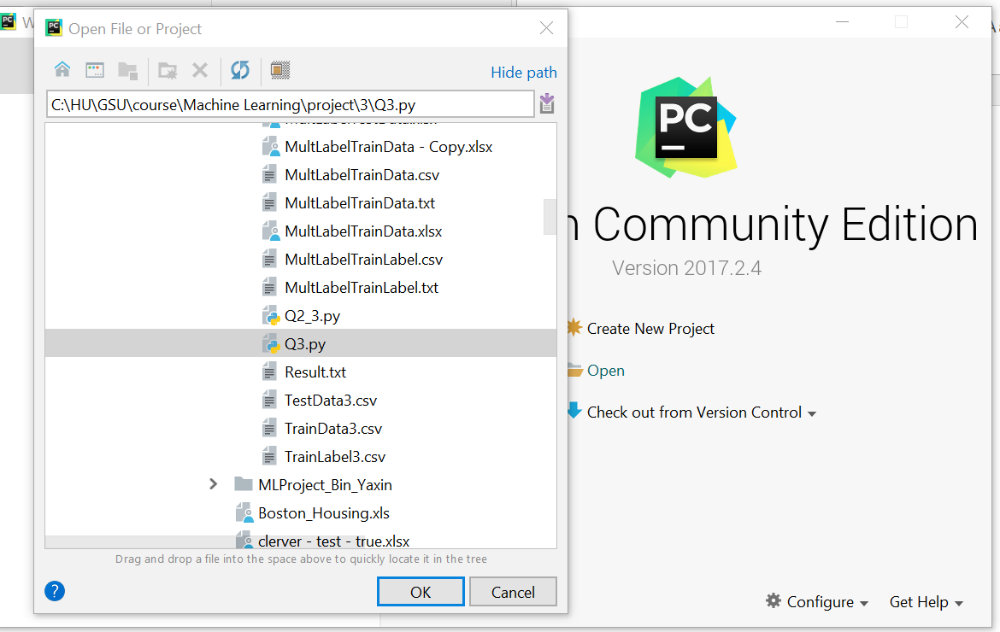 PC
W
PC
Open File or Project
Hide path
C:\HU\GSU\course\Machine Learning\project\3\Q3.py
MultLabelTrainData - Copy.xlsx
MultLabelTrainData.csv
MultLabelTrainData.txt
MultLabelTrainData.xlsx
MultLabelTrainLabel.csv
MultLabelTrainLabel.txt
Q2_3.py
Q3.py
Result.txt
TestData3.csv
TrainData3.csv
TrainLabel3.csv
MLProject_Bin_Yaxin
Boston_Housing.xls
clerver - test - true.xlsx
Drag and drop a file into the space above to quickly locate it in the tree
?
OK
Cancel
PC
n Community Edition
Version 2017.2.4
Create New Project
Open
Check out from Version Control
Configure
Get Help